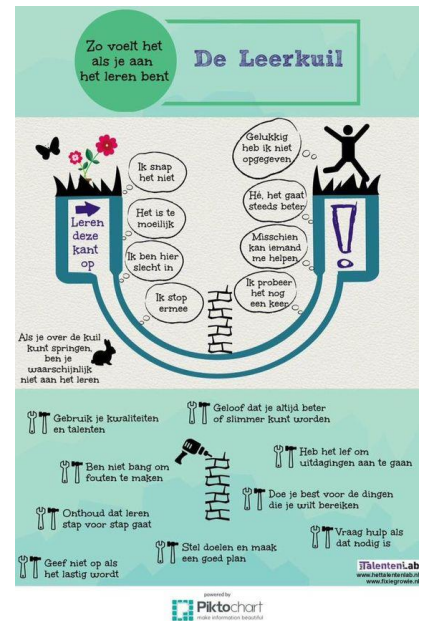 Zo voelt het
als je aan
het leren bent
De Leerkuil
Ik snap
het niet
Het is te
moeilijk
Ik ben hier
slecht in
Ik stop
ermee
Gelukkig
heb ik niet
opgegeven
Hé, het gaat
steeds beter
Misschien
kan iemand
me helpen
Ik probeer
het nog
een keer
Leren
deze
kant
op
!
Als je over de kuil
kunt springen,
ben je
waarschijnlijk
niet aan het leren
Gebruik je kwaliteiten
en talenten
Geloof dat je altijd beter
of slimmer kunt worden
Ben niet bang om
fouten te maken
Heb het lef om
uitdagingen aan te gaan
Onthoud dat leren
stap voor stap gaat
Doe je best voor de dingen
die je wilt bereiken
Stel doelen en maak
een goed plan
Vraag hulp als
dat nodig is
Geef niet op als
het lastig wordt
TalentenLab
www.hettalentenlab.nl
www.fixiegrowie.nl
powered by
Piktochart
make information beautiful